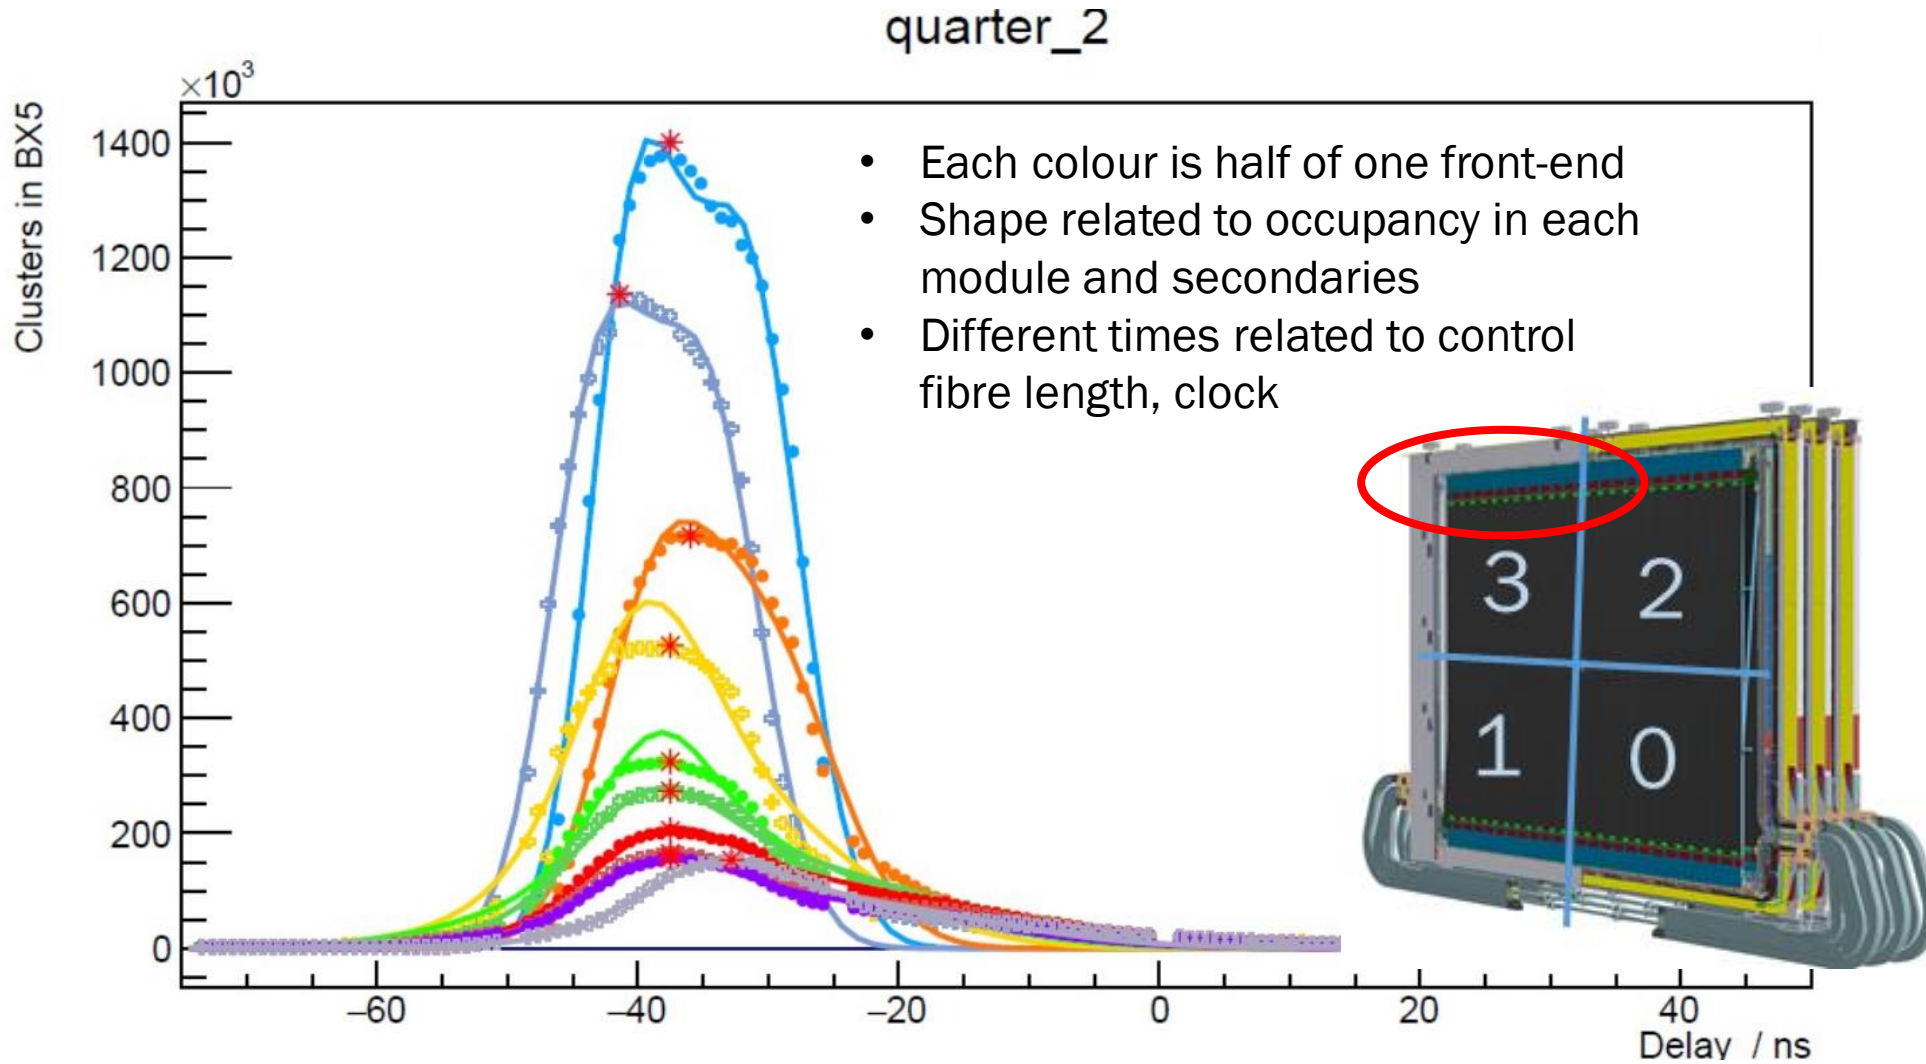 quarter_2
×10³
Clusters in BX5
1400
1200
1000
800
600
400
200
0
• Each colour is half of one front-end
• Shape related to occupancy in each
module and secondaries
• Different times related to control
fibre length, clock
3
2
1
0
−60
−40
−20
0
20
40
Delay / ns